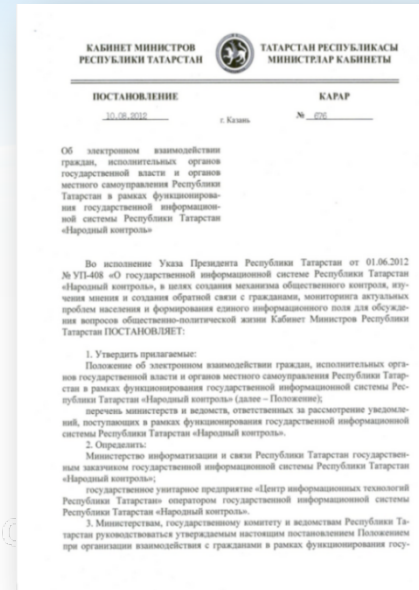 КАБИНЕТ МИНИСТРОВ
РЕСПУБЛИКИ ТАТАРСТАН
ТАТАРСТАН РЕСПУБЛИКАСЫ
МИНИСТРЛАР КАБИНЕТЫ
ПОСТАНОВЛЕНИЕ
КАРАР
10.08.2012
г. Казань
№ 676
Об электронном взаимодействии
граждан, исполнительных органов
государственной власти и органов
местного самоуправления Республики
Татарстан в рамках функционирова-
ния государственной информацион-
ной системы Республики Татарстан
«Народный контроль»
Во исполнение Указа Президента Республики Татарстан от 01.06.2012
№ УП-408 «О государственной информационной системе Республики Татарстан
«Народный контроль», в целях создания механизма общественного контроля, изу-
чения мнения и создания обратной связи с гражданами, мониторинга актуальных
проблем населения и формирования единого информационного поля для обсужде-
ния вопросов общественно-политической жизни Кабинет Министров Республики
Татарстан ПОСТАНОВЛЯЕТ:
1. Утвердить прилагаемые:
Положение об электронном взаимодействии граждан, исполнительных орга-
нов государственной власти и органов местного самоуправления Республики Татар-
стан в рамках функционирования государственной информационной системы Рес-
публики Татарстан «Народный контроль» (далее – Положение);
перечень министерств и ведомств, ответственных за рассмотрение уведомле-
ний, поступающих в рамках функционирования государственной информационной
системы Республики Татарстан «Народный контроль».
2. Определить:
Министерство информатизации и связи Республики Татарстан государствен-
ным заказчиком государственной информационной системы Республики Татарстан
«Народный контроль»;
государственное унитарное предприятие «Центр информационных технологий
Республики Татарстан» оператором государственной информационной системы
Республики Татарстан «Народный контроль».
3. Министерствам, государственному комитету и ведомствам Республики Та-
тарстан руководствоваться утверждаемым настоящим постановлением Положением
при организации взаимодействия с гражданами в рамках функционирования госу-